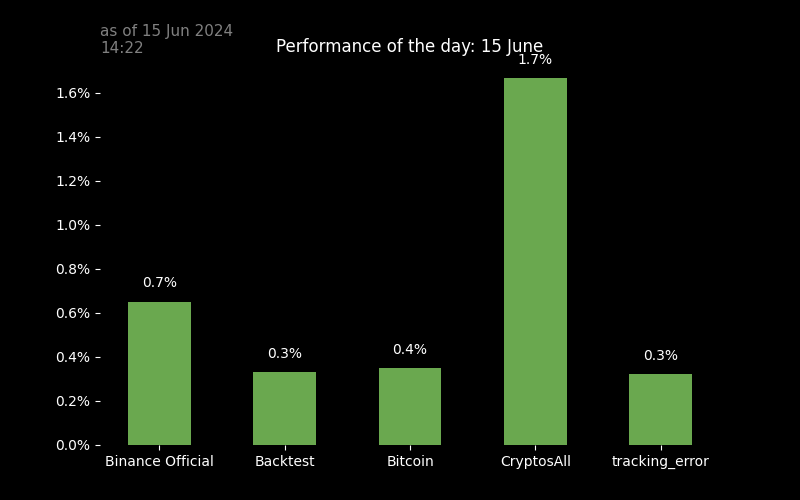 as of 15 Jun 2024
14:22
Performance of the day: 15 June
1.7%
1.6%
1.4%
1.2%
1.0%
0.8%
0.7%
0.6%
0.4%
0.3%
0.4%
0.3%
0.2%
0.0%
Binance Official
Backtest
Bitcoin
CryptosAll
tracking_error